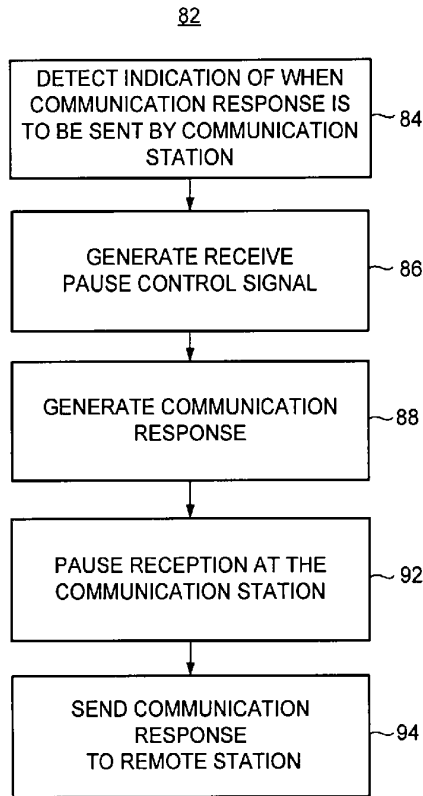 82
DETECT INDICATION OF WHEN
COMMUNICATION RESPONSE IS
TO BE SENT BY COMMUNICATION
STATION
84
GENERATE RECEIVE
PAUSE CONTROL SIGNAL
86
GENERATE COMMUNICATION
RESPONSE
88
PAUSE RECEPTION AT THE
COMMUNICATION STATION
92
SEND COMMUNICATION
RESPONSE
TO REMOTE STATION
94